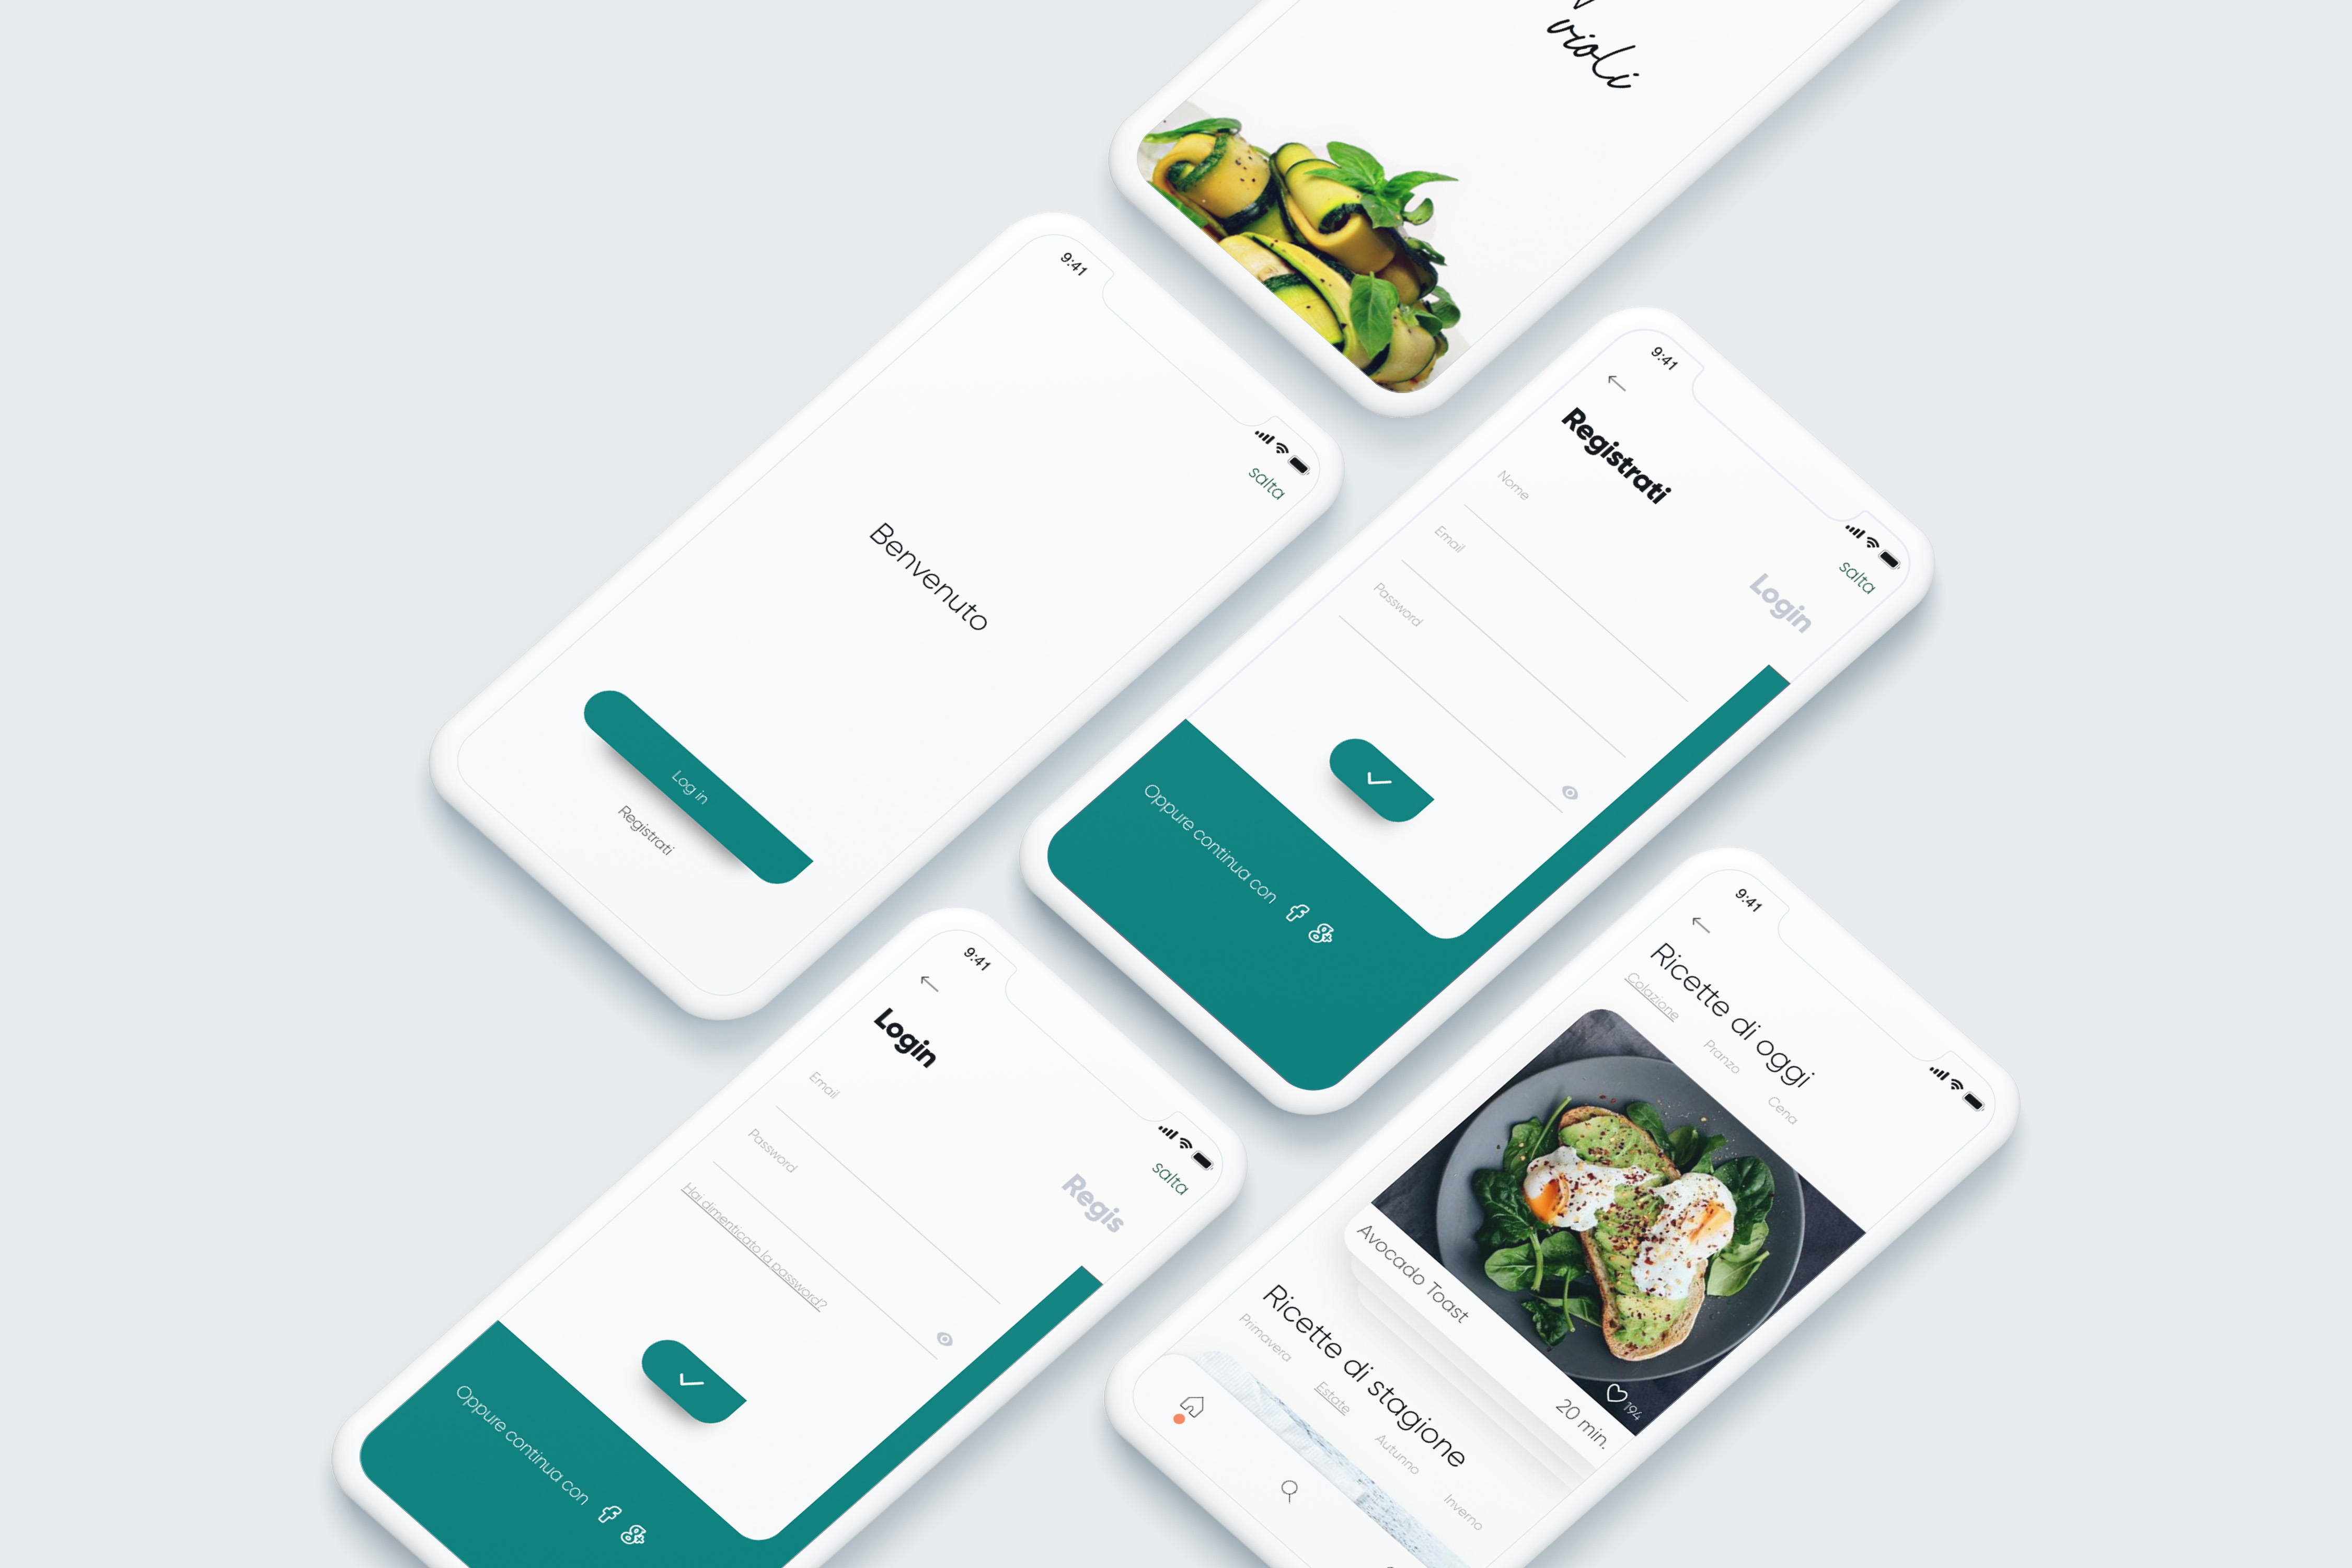 violi
9:41
salta
Benvenuto
Log in
Registrati
9:41
Registrati
Login
salta
Nome
Email
Password
Oppure continua con
9:41
Login
Regis
salta
Email
Password
Hai dimenticato la password?
Oppure continua con
9:41
Ricette di oggi
Colazione
Pranzo
Cena
Avocado Toast
20 min.
194
Ricette di stagione
Primavera
Estate
Autunno
Inverno